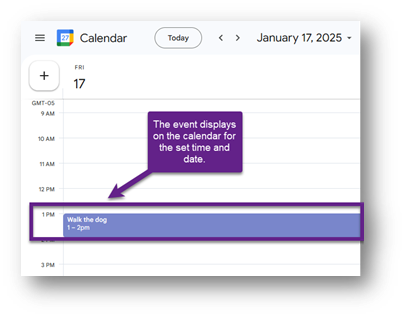 27 Calendar Today January 17, 2025
FRI
17
GMT-05
9 AM
10 AM
11 AM
12 PM
1 PM
3 PM
The event displays
on the calendar for
the set time and
date.
Walk the dog
1 – 2pm